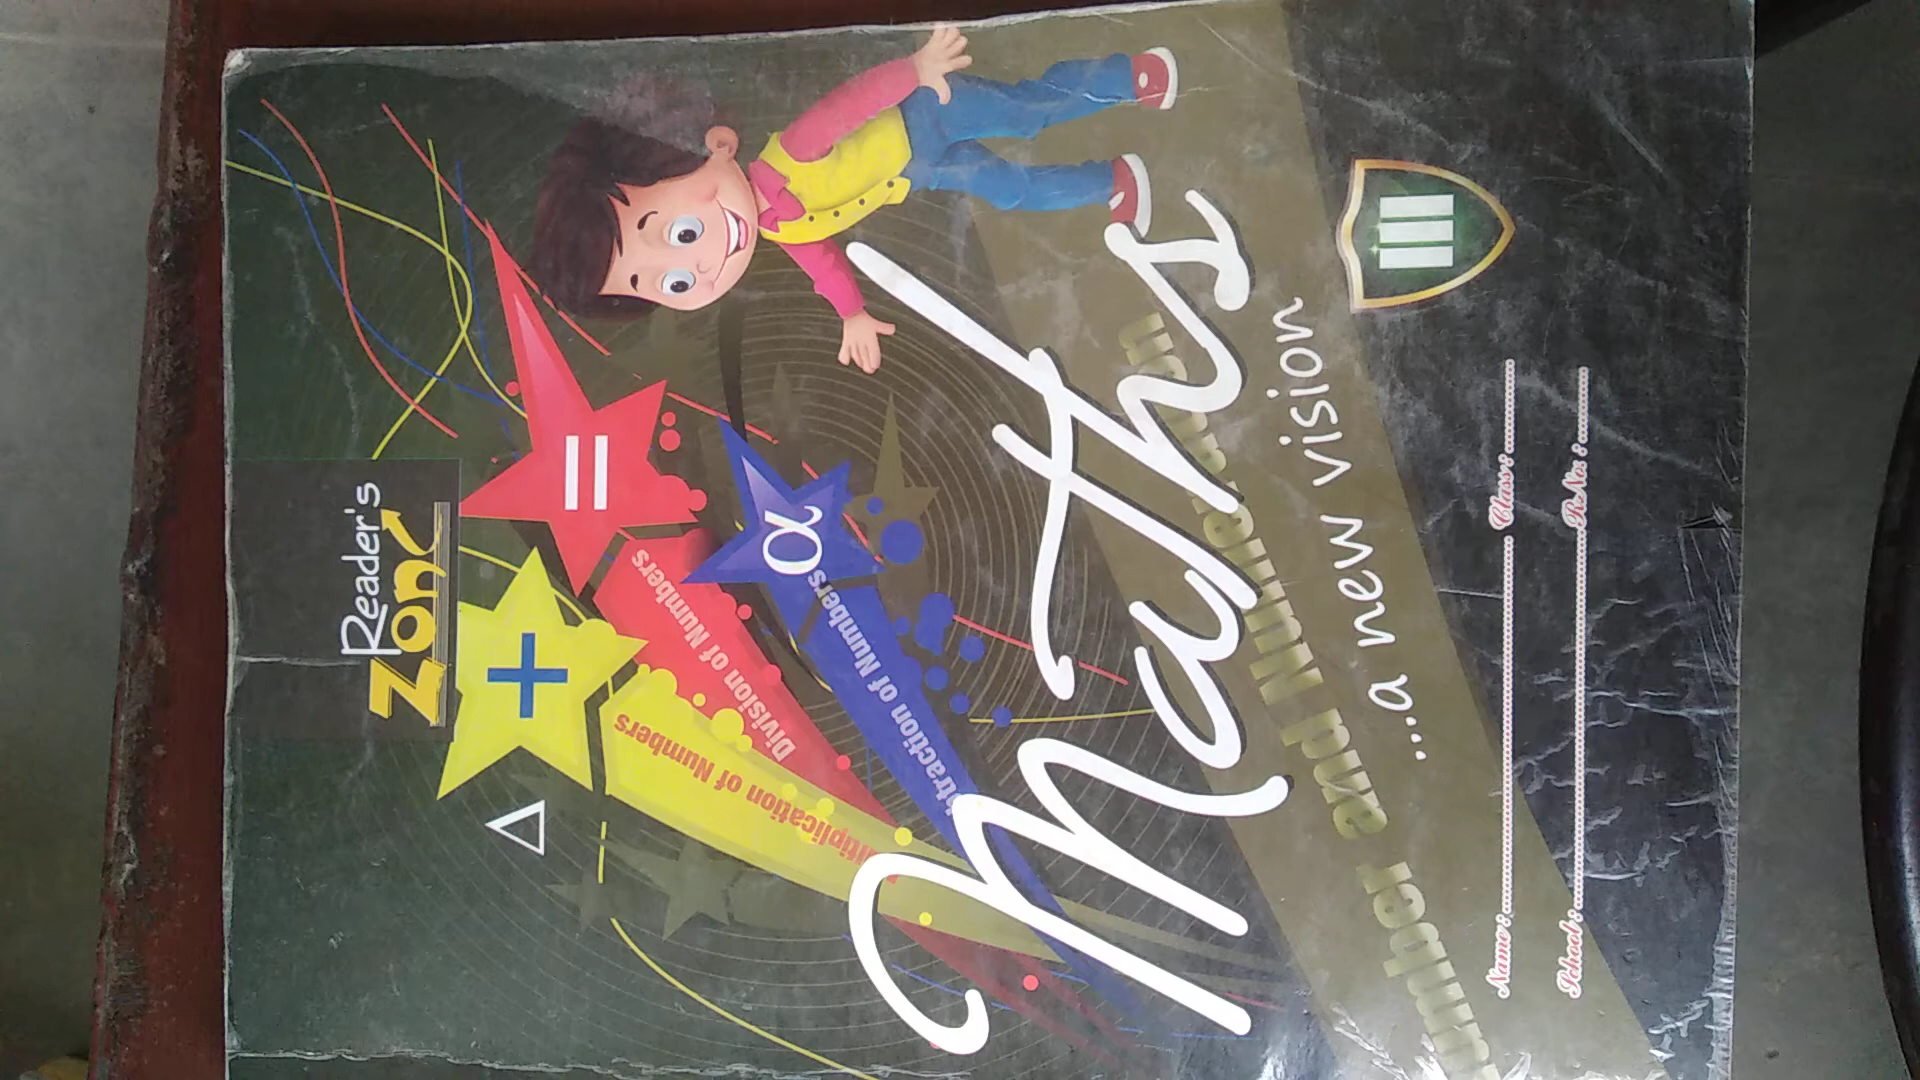 Reader's
Zone
=
+
α
Δ
Division of Numbers
Multiplication of Numbers
Subtraction of Numbers
Maths
...a new vision
Number and Numeration
III
Name : Class :
School : R.No. :